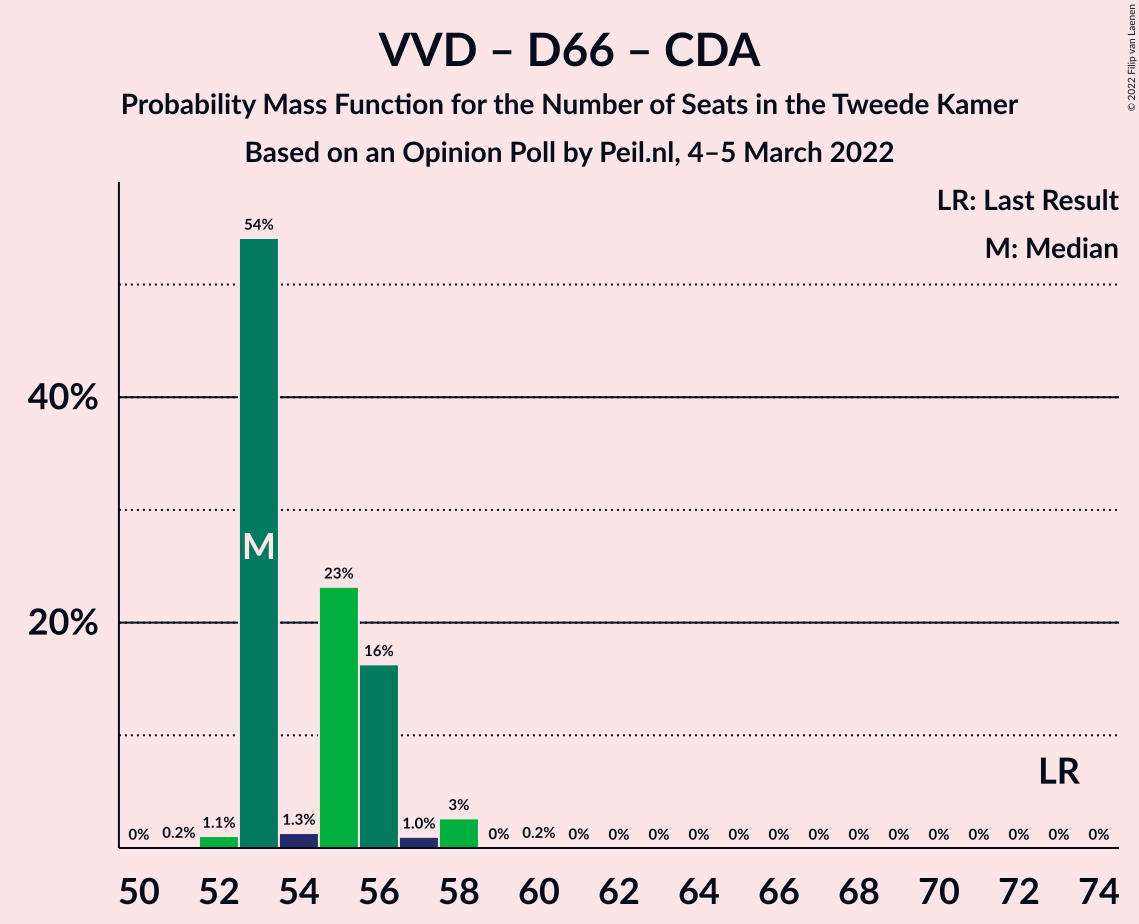 VVD – D66 – CDA
Probability Mass Function for the Number of Seats in the Tweede Kamer
Based on an Opinion Poll by Peil.nl, 4–5 March 2022
© 2022 Filip van Laenen
LR: Last Result
M: Median
40%
20%
0% 0.2% 1.1% 54% 1.3% 23% 16% 1.0% 3% 0% 0.2% 0% 0% 0% 0% 0% 0% 0% 0% 0% 0% 0% 0% 0% 0%
M
LR
50 52 54 56 58 60 62 64 66 68 70 72 74